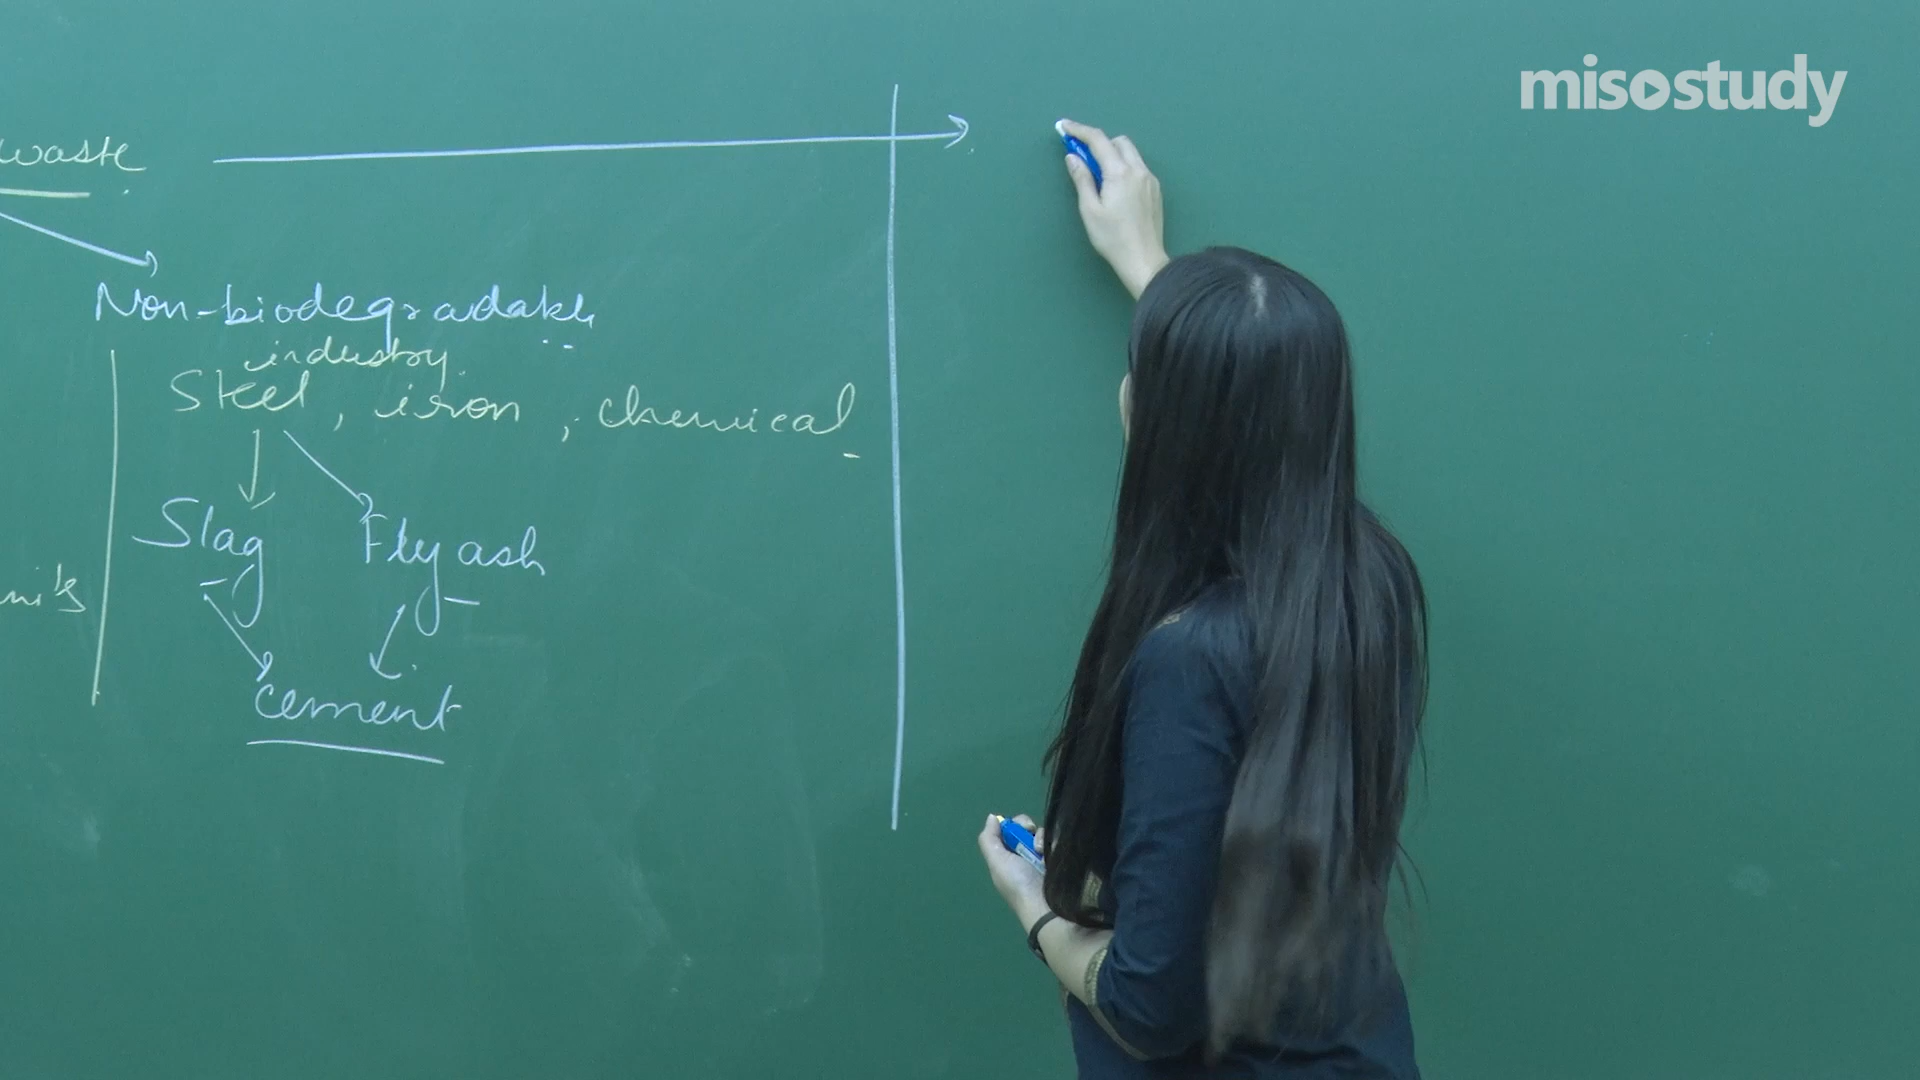 misostudy
waste
Non-biodegradable
industry
Steel, iron, chemical
Slag Fly ash
cement